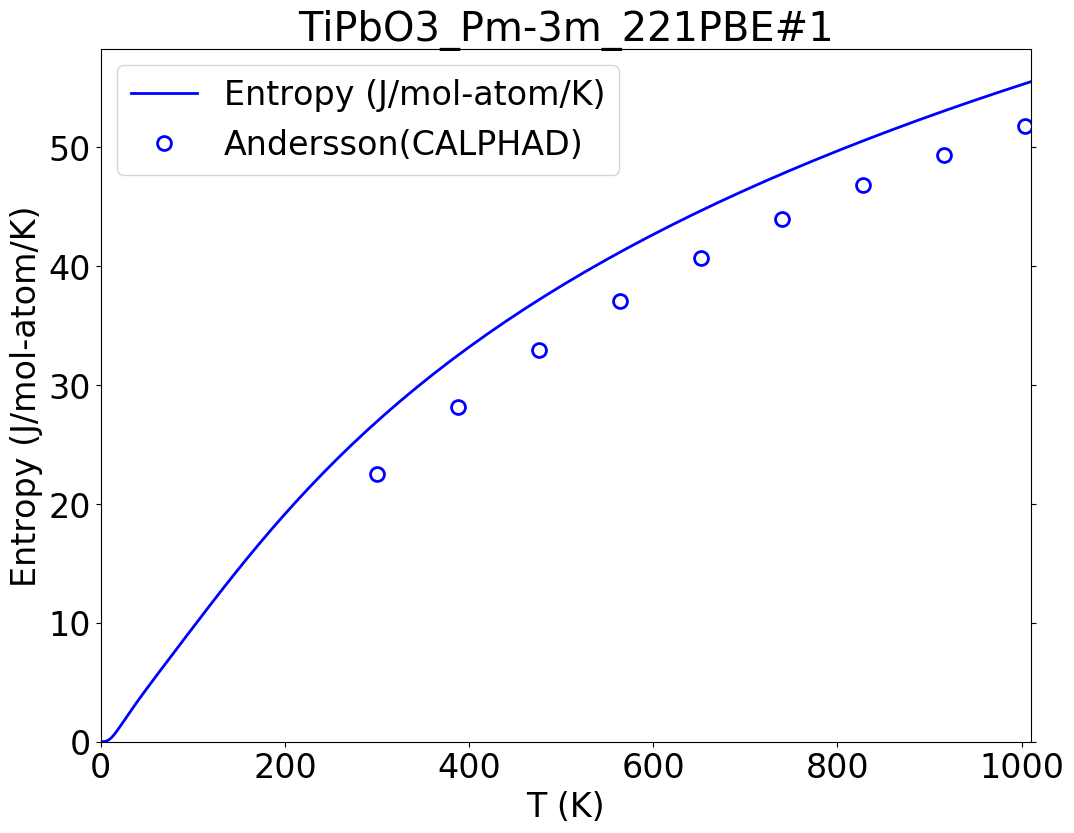 TiPbO3_Pm-3m_221PBE#1
Entropy (J/mol-atom/K)
Andersson(CALPHAD)
Entropy (J/mol-atom/K)
50
40
30
20
10
0
0 200 400 600 800 1000
T (K)